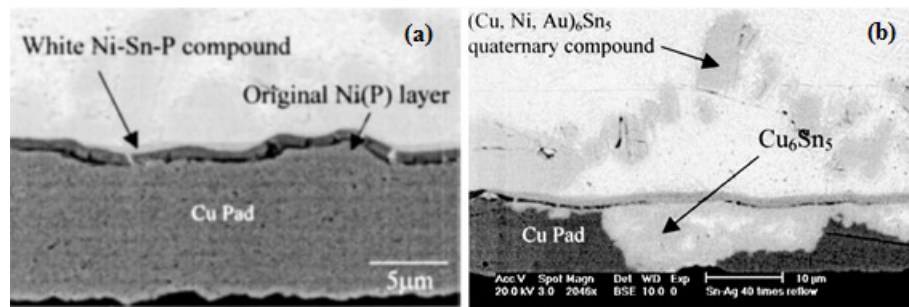 (a)
White Ni-Sn-P compound
Original Ni(P) layer
Cu Pad
5μm
(Cu, Ni, Au)₆Sn₅
quaternary compound
(b)
Cu₆Sn₅
Cu Pad
Acc.V Spot Magn Det WD Exp
20.0 kV 3.0 2046x BSE 10.0 0
10 μm
Sn-Ag 40 times reflow